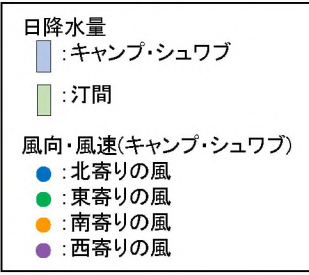 日降水量
:キャンプ・シュワブ
:汀間
風向・風速(キャンプ・シュワブ)
:北寄りの風
:東寄りの風
:南寄りの風
:西寄りの風